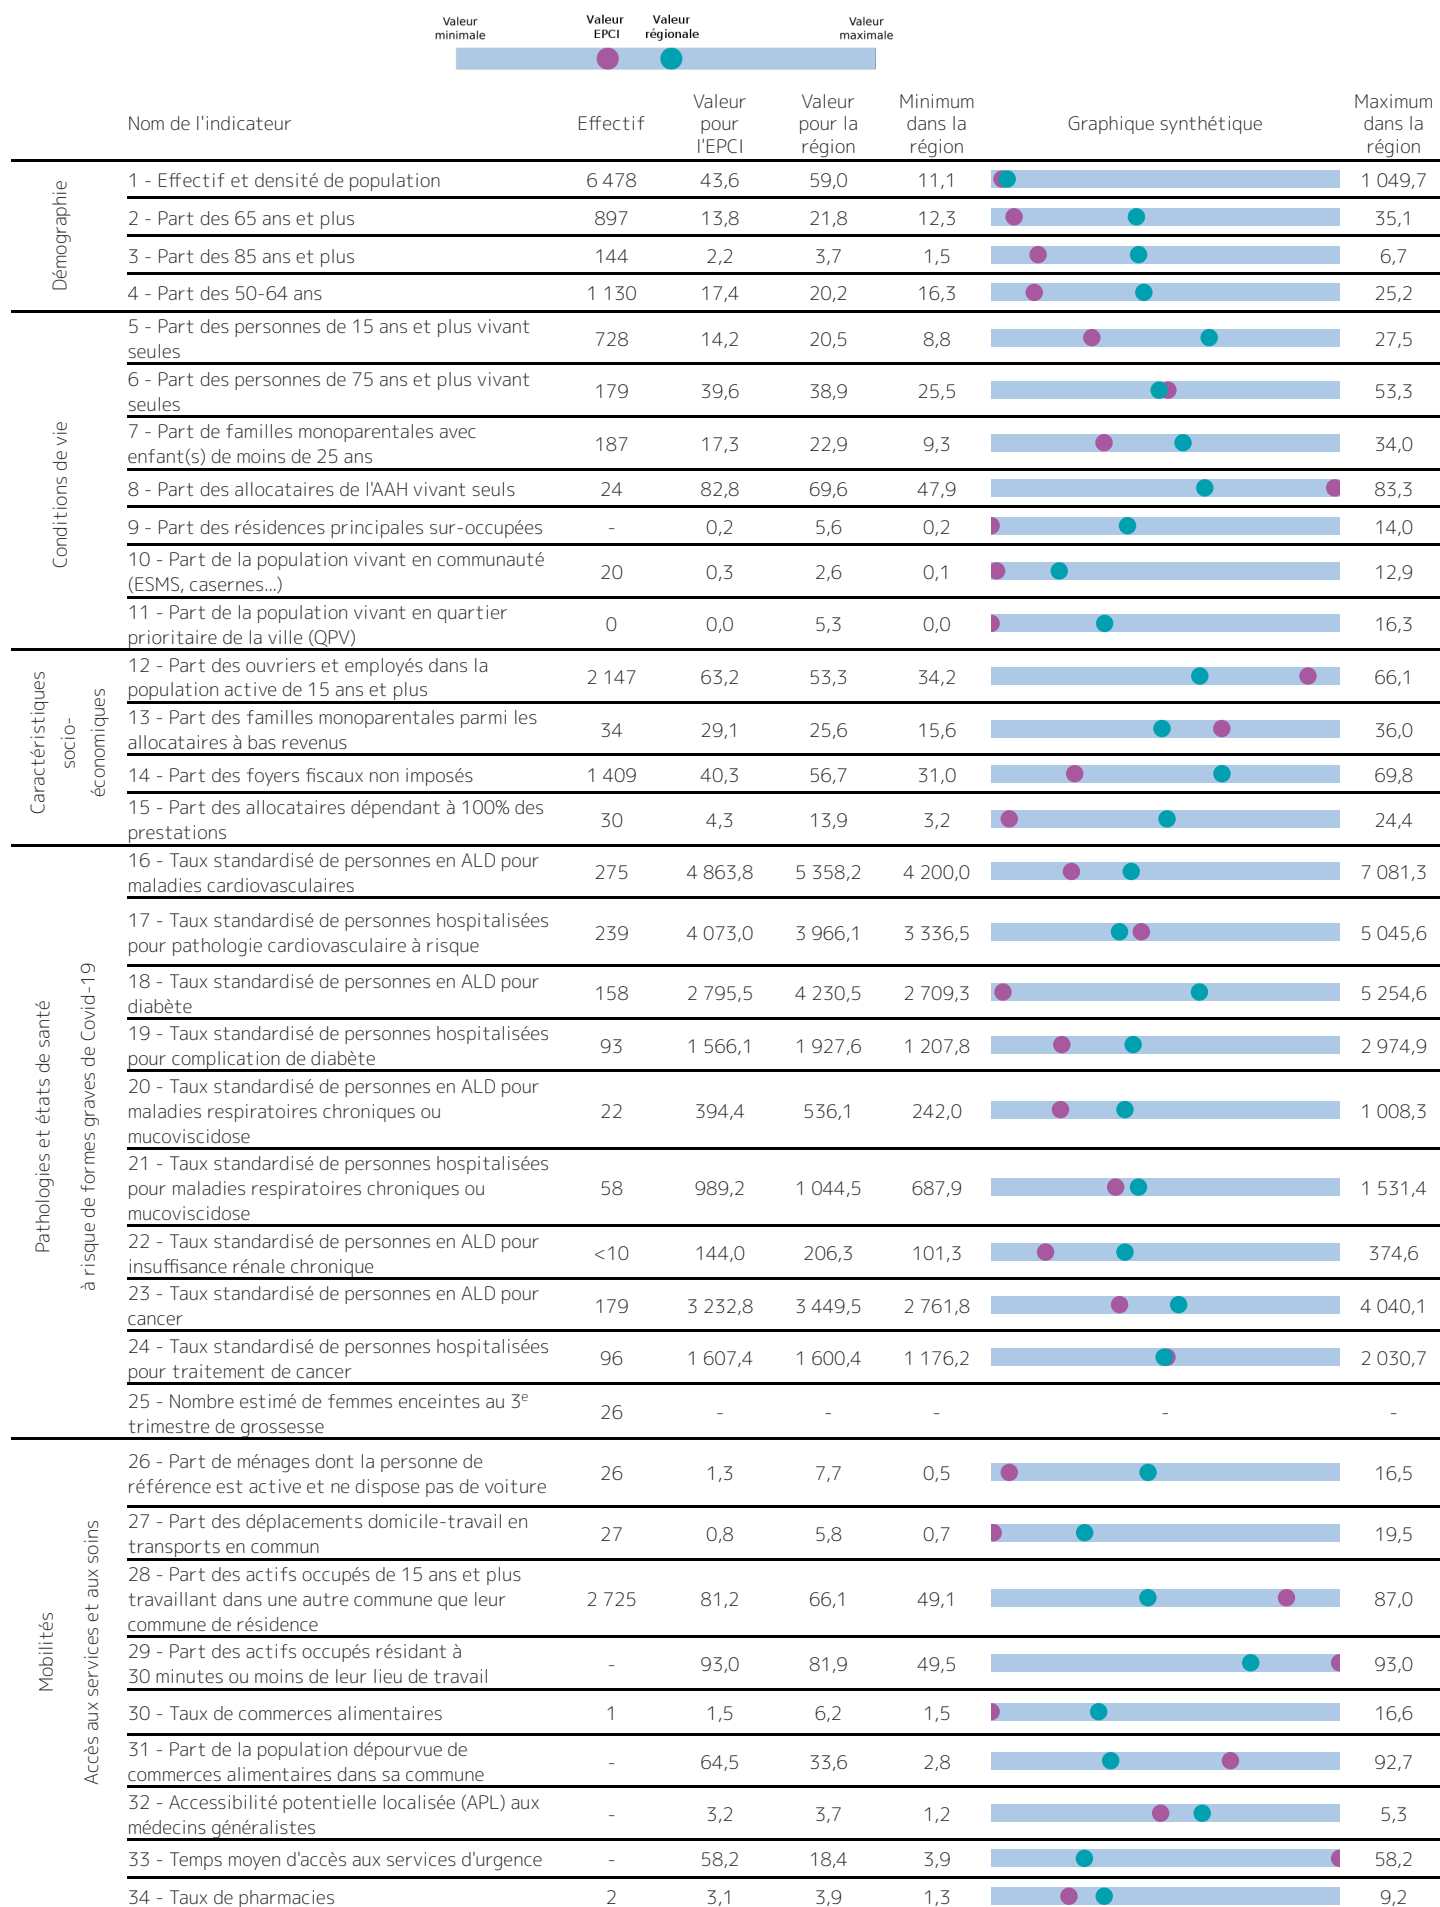 Valeur minimale
Valeur EPCI
Valeur régionale
Valeur maximale
Nom de l'indicateur
Effectif
Valeur pour l'EPCI
Valeur pour la région
Minimum dans la région
Graphique synthétique
Maximum dans la région
Démographie
1 - Effectif et densité de population 6 478 43,6 59,0 11,1 1 049,7
2 - Part des 65 ans et plus 897 13,8 21,8 12,3 35,1
3 - Part des 85 ans et plus 144 2,2 3,7 1,5 6,7
4 - Part des 50-64 ans 1 130 17,4 20,2 16,3 25,2
Conditions de vie
5 - Part des personnes de 15 ans et plus vivant
seules 728 14,2 20,5 8,8 27,5
6 - Part des personnes de 75 ans et plus vivant
seules 179 39,6 38,9 25,5 53,3
7 - Part de familles monoparentales avec
enfant(s) de moins de 25 ans 187 17,3 22,9 9,3 34,0
8 - Part des allocataires de l'AAH vivant seuls 24 82,8 69,6 47,9 83,3
9 - Part des résidences principales sur-occupées - 0,2 5,6 0,2 14,0
10 - Part de la population vivant en communauté
(ESMS, casernes...) 20 0,3 2,6 0,1 12,9
11 - Part de la population vivant en quartier
prioritaire de la ville (QPV) 0 0,0 5,3 0,0 16,3
Caractéristiques
socio-
économiques
12 - Part des ouvriers et employés dans la
population active de 15 ans et plus 2 147 63,2 53,3 34,2 66,1
13 - Part des familles monoparentales parmi les
allocataires à bas revenus 34 29,1 25,6 15,6 36,0
14 - Part des foyers fiscaux non imposés 1 409 40,3 56,7 31,0 69,8
15 - Part des allocataires dépendant à 100% des
prestations 30 4,3 13,9 3,2 24,4
Pathologies et états de santé
à risque de formes graves de Covid-19
16 - Taux standardisé de personnes en ALD pour
maladies cardiovasculaires 275 4 863,8 5 358,2 4 200,0 7 081,3
17 - Taux standardisé de personnes hospitalisées
pour pathologie cardiovasculaire à risque 239 4 073,0 3 966,1 3 336,5 5 045,6
18 - Taux standardisé de personnes en ALD pour
diabète 158 2 795,5 4 230,5 2 709,3 5 254,6
19 - Taux standardisé de personnes hospitalisées
pour complication de diabète 93 1 566,1 1 927,6 1 207,8 2 974,9
20 - Taux standardisé de personnes en ALD pour
maladies respiratoires chroniques ou
mucoviscidose 22 394,4 536,1 242,0 1 008,3
21 - Taux standardisé de personnes hospitalisées
pour maladies respiratoires chroniques ou
mucoviscidose 58 989,2 1 044,5 687,9 1 531,4
22 - Taux standardisé de personnes en ALD pour
insuffisance rénale chronique <10 144,0 206,3 101,3 374,6
23 - Taux standardisé de personnes en ALD pour
cancer 179 3 232,8 3 449,5 2 761,8 4 040,1
24 - Taux standardisé de personnes hospitalisées
pour traitement de cancer 96 1 607,4 1 600,4 1 176,2 2 030,7
25 - Nombre estimé de femmes enceintes au 3e
trimestre de grossesse 26 - - - - -
Mobilités
Accès aux services et aux soins
26 - Part de ménages dont la personne de
référence est active et ne dispose pas de voiture 26 1,3 7,7 0,5 16,5
27 - Part des déplacements domicile-travail en
transports en commun 27 0,8 5,8 0,7 19,5
28 - Part des actifs occupés de 15 ans et plus
travaillant dans une autre commune que leur
commune de résidence 2 725 81,2 66,1 49,1 87,0
29 - Part des actifs occupés résidant à
30 minutes ou moins de leur lieu de travail - 93,0 81,9 49,5 93,0
30 - Taux de commerces alimentaires 1 1,5 6,2 1,5 16,6
31 - Part de la population dépourvue de
commerces alimentaires dans sa commune - 64,5 33,6 2,8 92,7
32 - Accessibilité potentielle localisée (APL) aux
médecins généralistes - 3,2 3,7 1,2 5,3
33 - Temps moyen d'accès aux services d'urgence - 58,2 18,4 3,9 58,2
34 - Taux de pharmacies 2 3,1 3,9 1,3 9,2